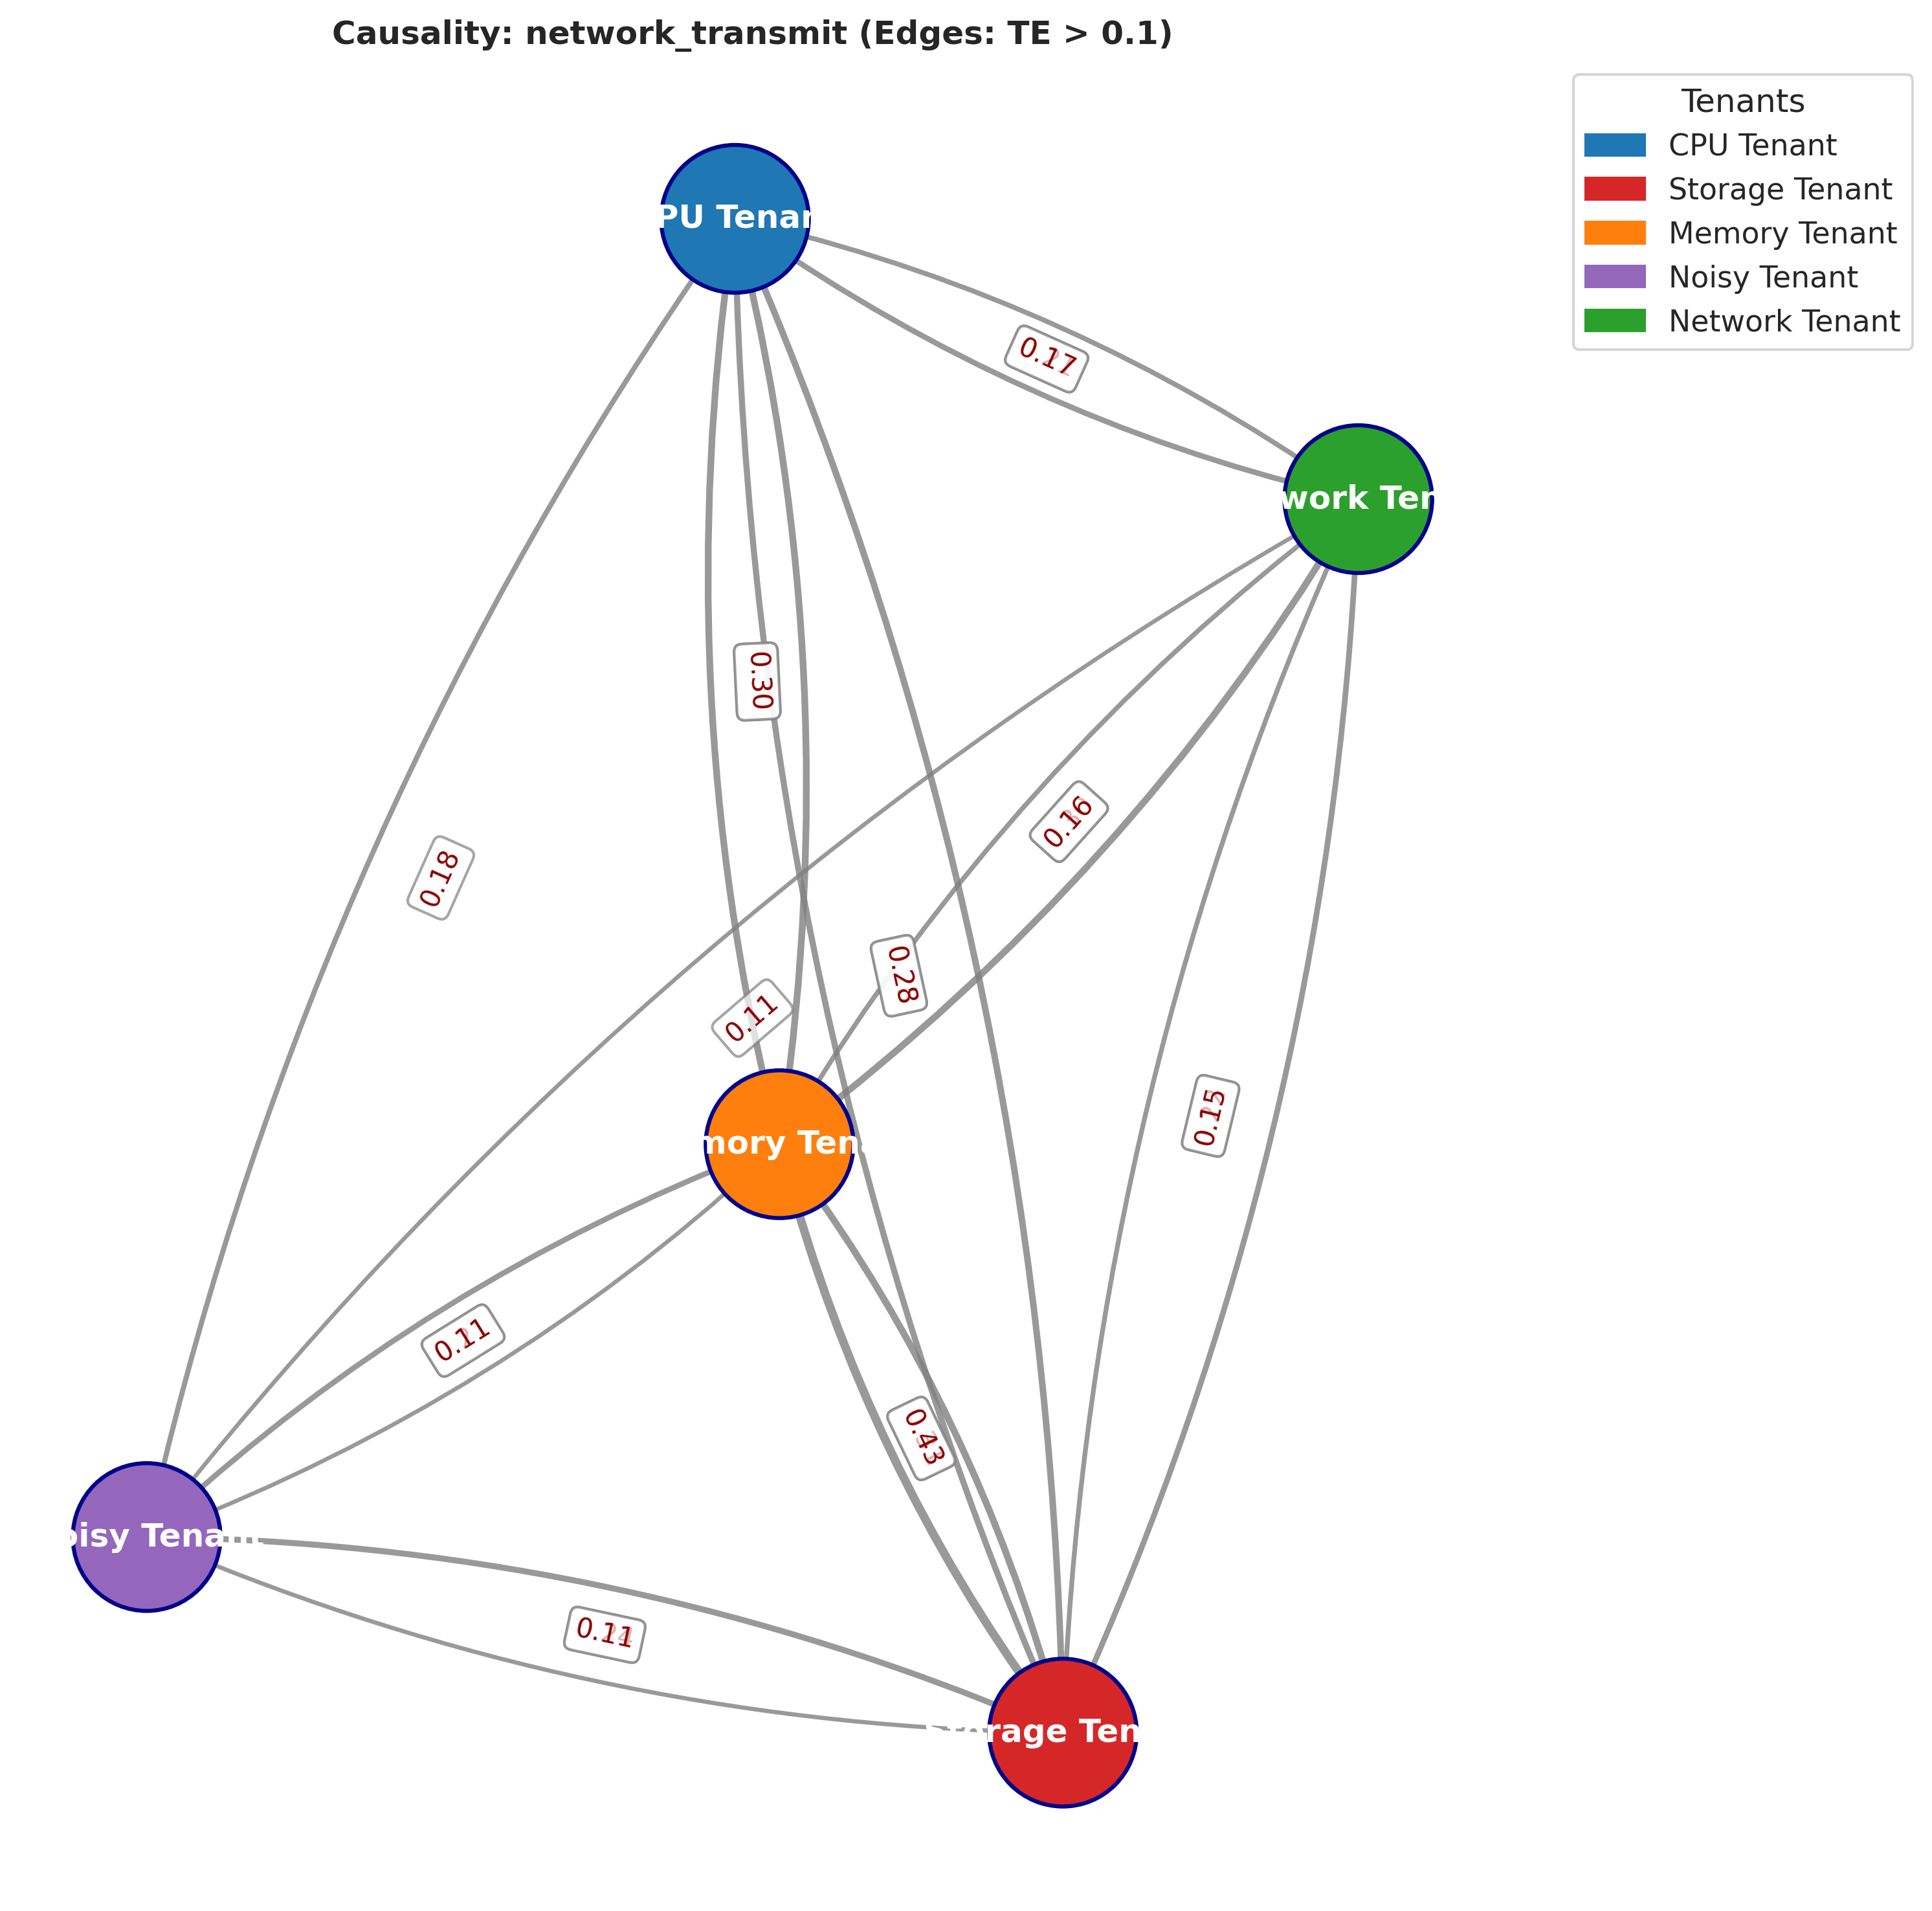 Causality: network_transmit (Edges: TE > 0.1)
Tenants
CPU Tenant
Storage Tenant
Memory Tenant
Noisy Tenant
Network Tenant
PU Tenan
0.17
work Ten
0.30
0.16
0.18
0.28
0.11
0.15
mory Ten
0.11
0.43
oisy Tena
0.11
rage Ten